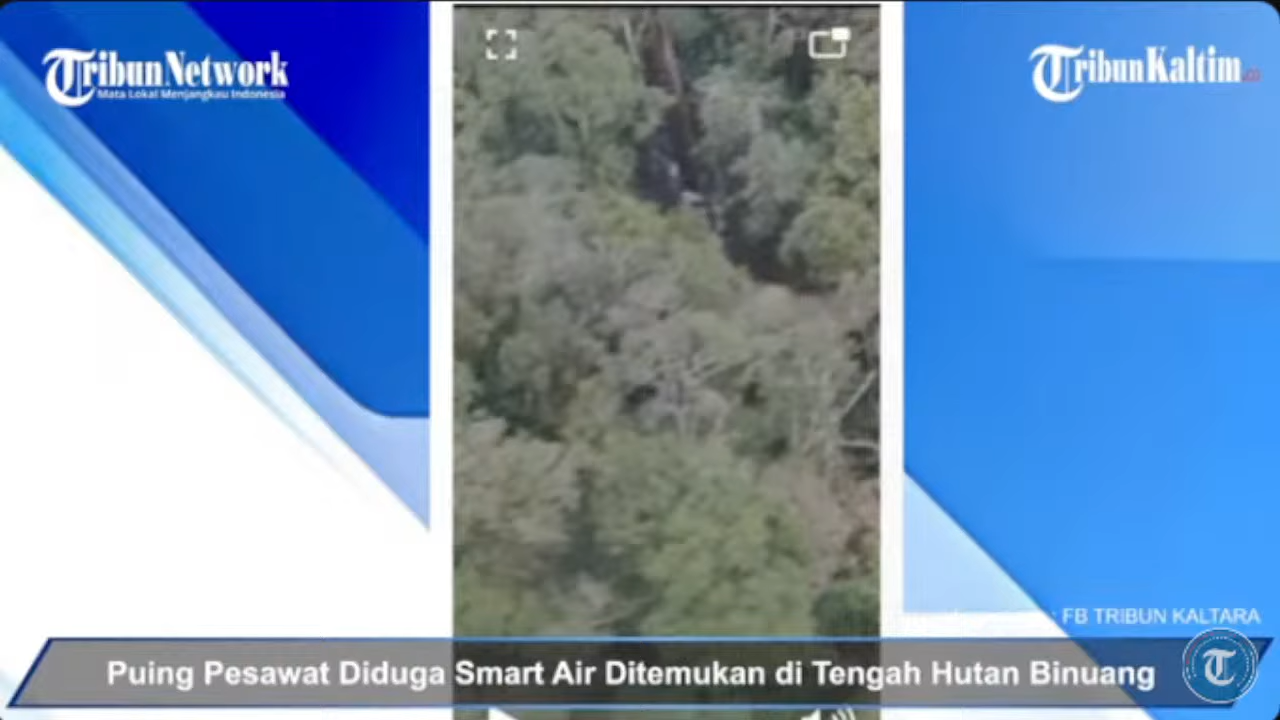 TribunNetwork
Mata Lokal Menjangkau Indonesia
TribunKaltim.co
: FB TRIBUN KALTARA
Puing Pesawat Diduga Smart Air Ditemukan di Tengah Hutan Binuang
T